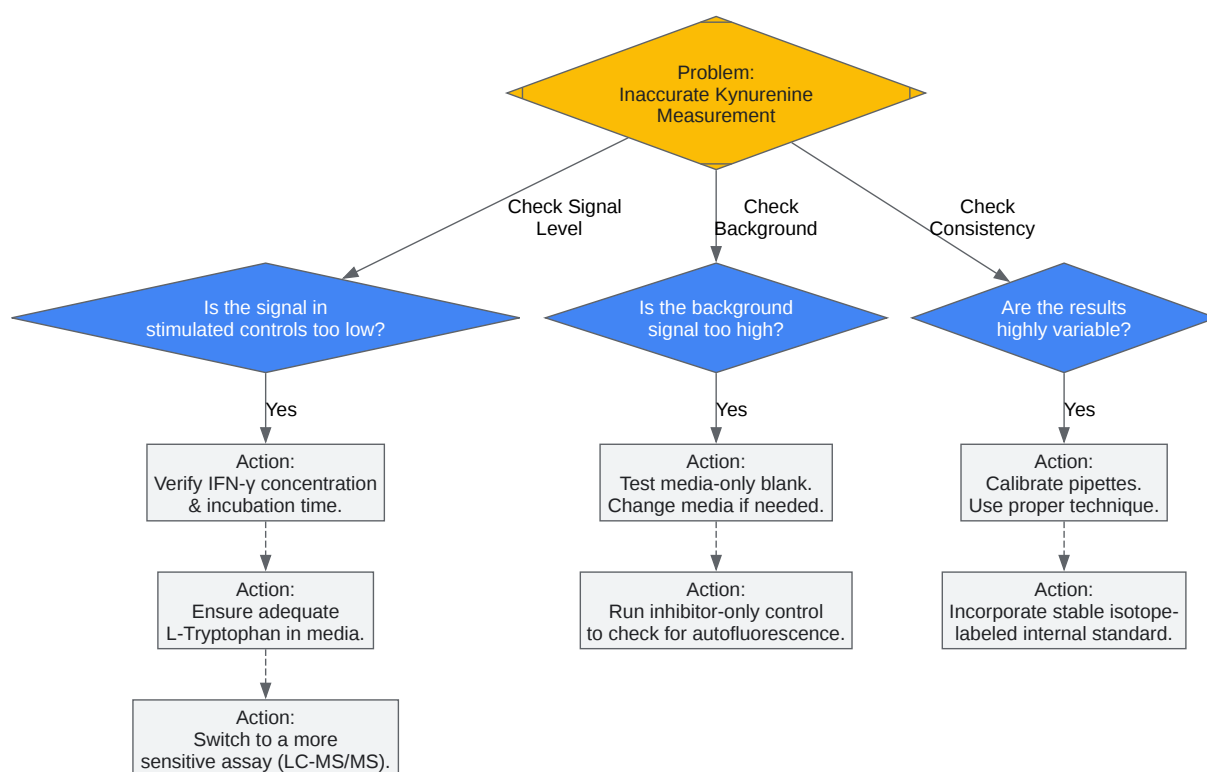 Problem:
Inaccurate Kynurenine
Measurement
Check Signal
Level
Check
Background
Check
Consistency
Is the signal in
stimulated controls too low?
Is the background
signal too high?
Are the results
highly variable?
Yes
Yes
Yes
Action:
Verify IFN-γ concentration
& incubation time.
Action:
Test media-only blank.
Change media if needed.
Action:
Calibrate pipettes.
Use proper technique.
Action:
Ensure adequate
L-Tryptophan in media.
Action:
Run inhibitor-only control
to check for autofluorescence.
Action:
Incorporate stable isotope-
labeled internal standard.
Action:
Switch to a more
sensitive assay (LC-MS/MS).